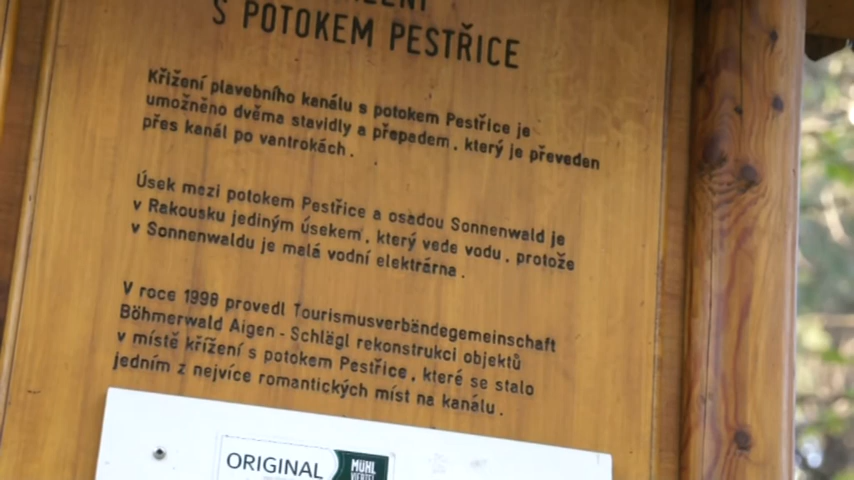 S POTOKEM PESTŘICE
Křižení plavebního kanálu s potokem Pestřice je
umožněno dvěma stavidly a přepadem, který je převeden
přes kanál po vantrokách.
Úsek mezi potokem Pestřice a osadou Sonnenwald je
v Rakousku jediným úsekem, který vede vodu, protože
v Sonnenwaldu je malá vodní elektrárna.
V roce 1998 provedl Tourismusverbändegemeinschaft
Böhmerwald Aigen - Schlägl rekonstrukci objektů
v místě křížení s potokem Pestřice, které se stalo
jedním z nejvíce romantických míst na kanálu.
ORIGINAL MÜHL